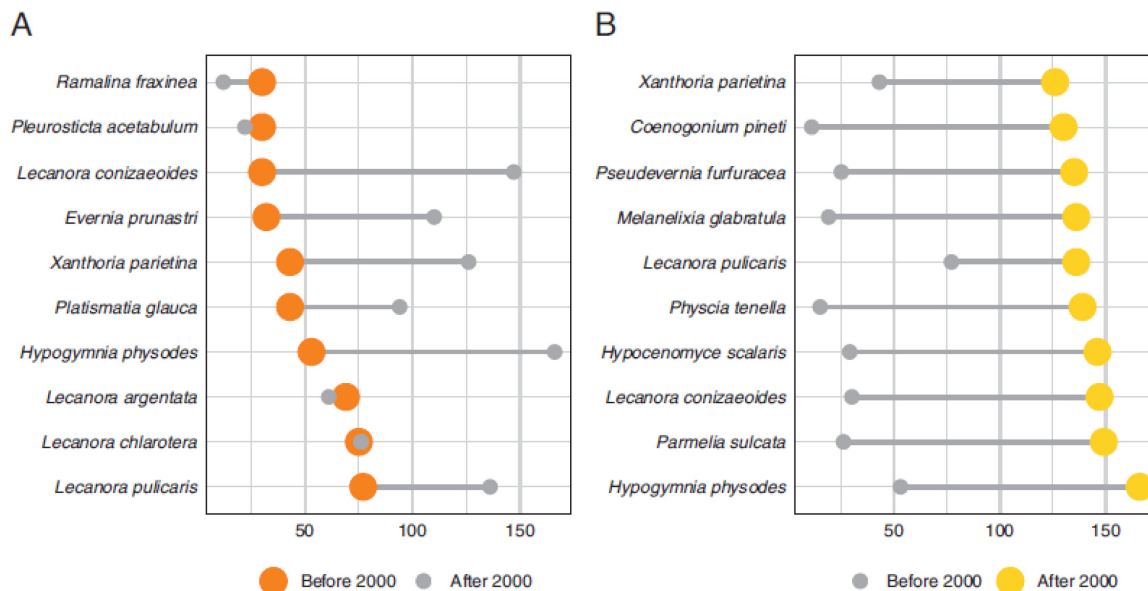 A
Ramalina fraxinea
Pleurosticta acetabulum
Lecanora conizaeoides
Evernia prunastri
Xanthoria parietina
Platismatia glauca
Hypogymnia physodes
Lecanora argentata
Lecanora chlarotera
Lecanora pulicaris
50 100 150
Before 2000 After 2000
B
Xanthoria parietina
Coenogonium pineti
Pseudevernia furfuracea
Melanelixia glabratula
Lecanora pulicaris
Physcia tenella
Hypocenomyce scalaris
Lecanora conizaeoides
Parmelia sulcata
Hypogymnia physodes
50 100 150
Before 2000 After 2000